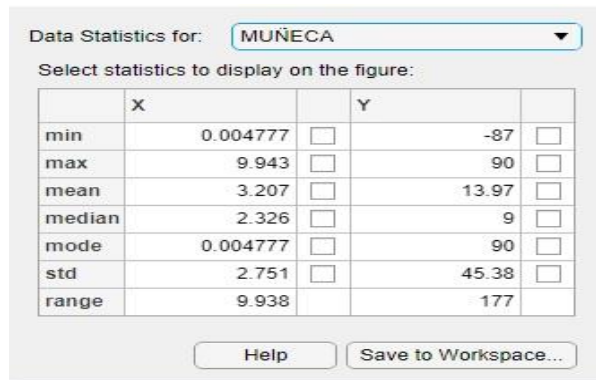 Data Statistics for: MUÑECA
Select statistics to display on the figure:
X Y
min 0.004777 -87
max 9.943 90
mean 3.207 13.97
median 2.326 9
mode 0.004777 90
std 2.751 45.38
range 9.938 177
Help Save to Workspace...